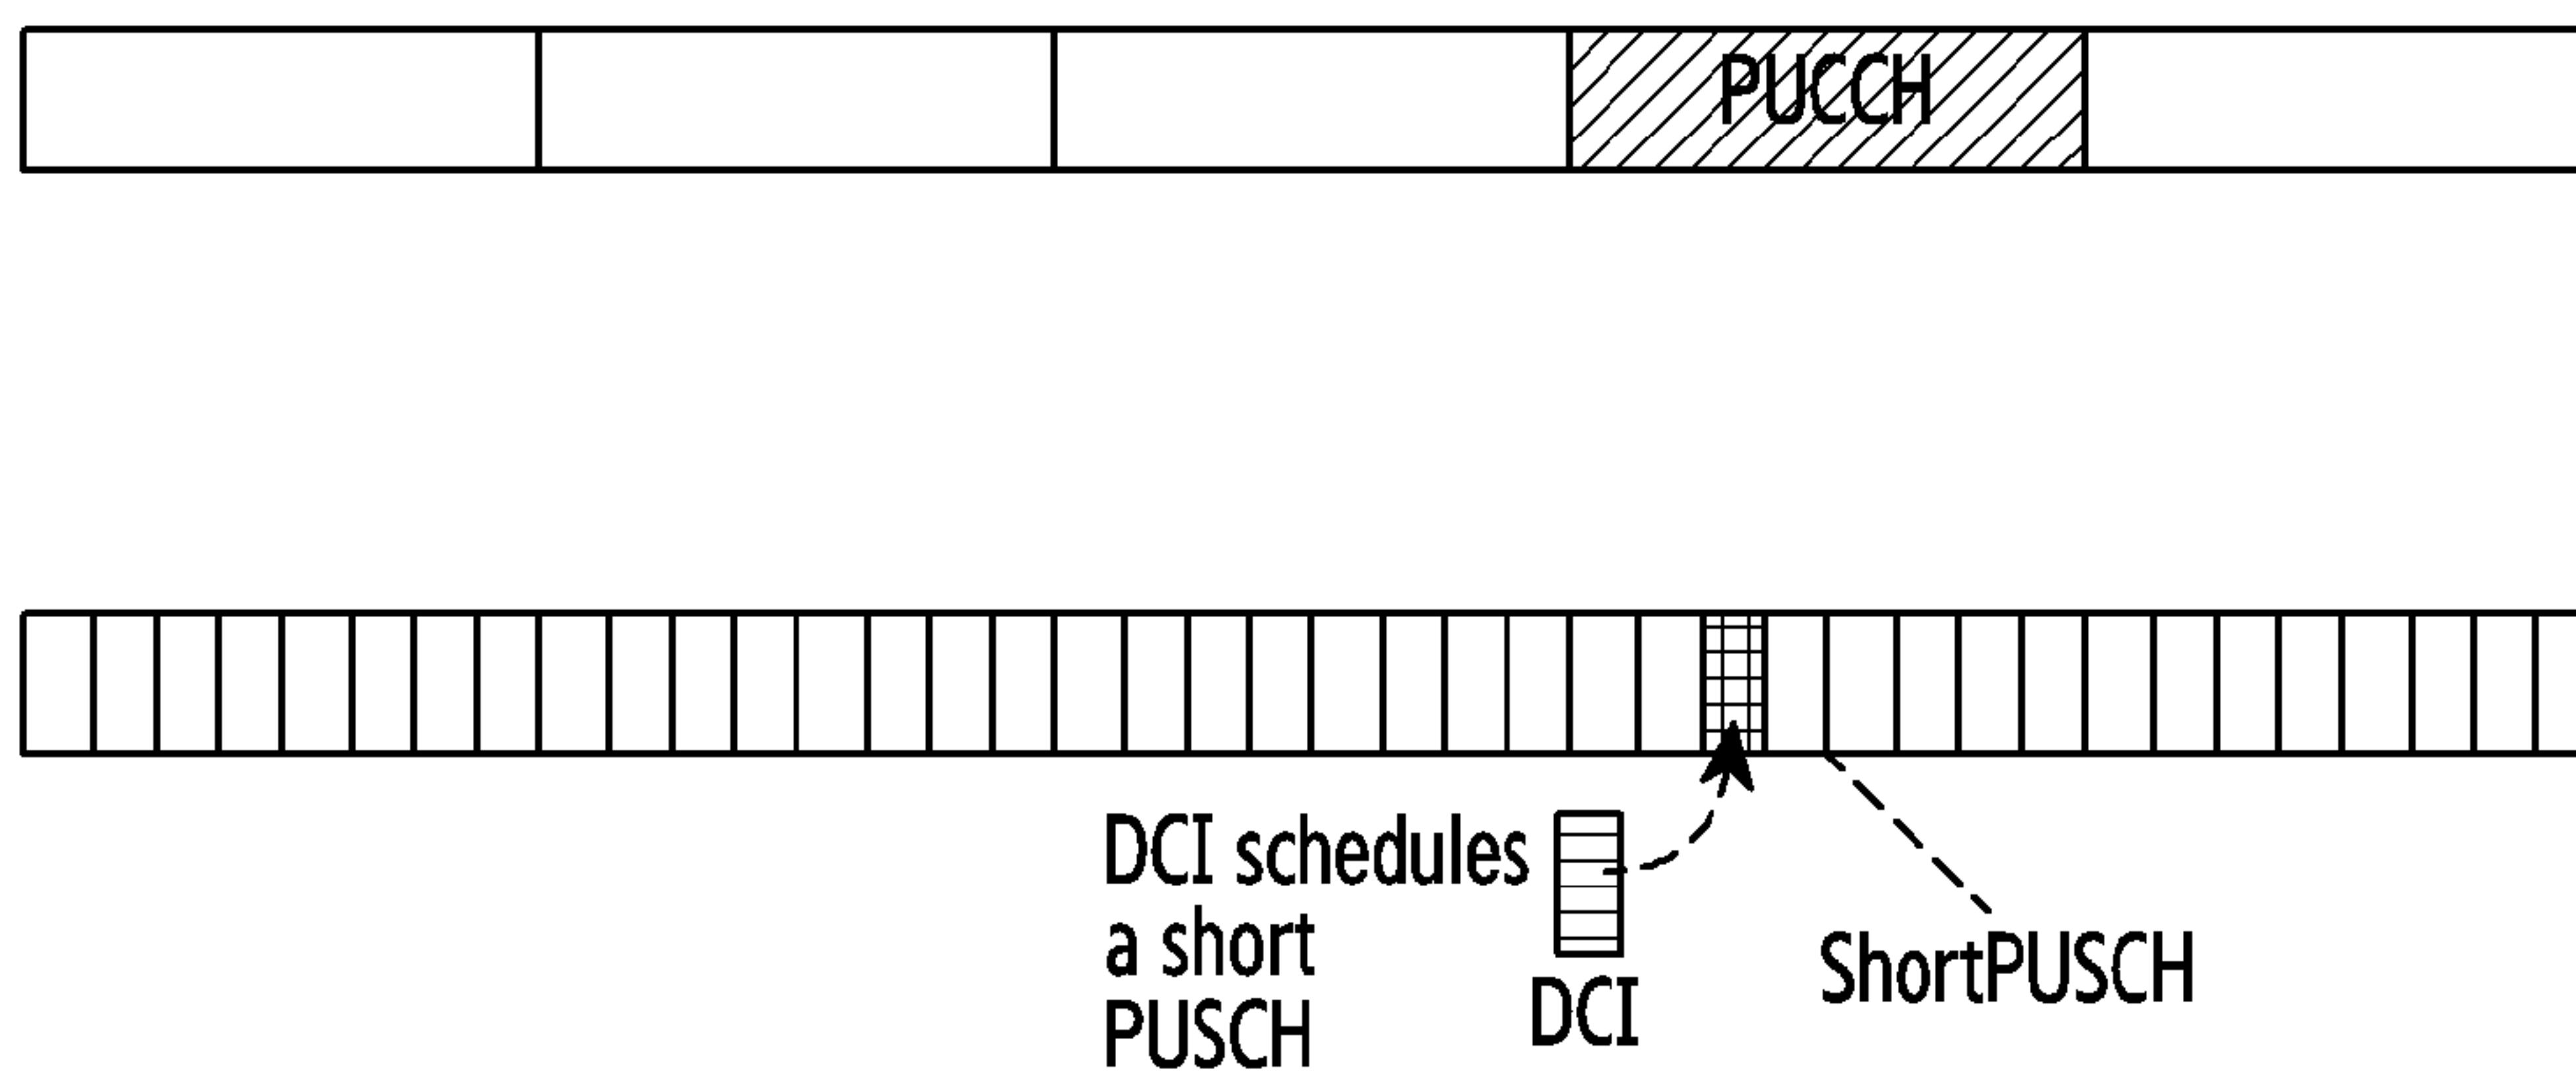 PUCCH
DCI schedules
a short
PUSCH
DCI
ShortPUSCH